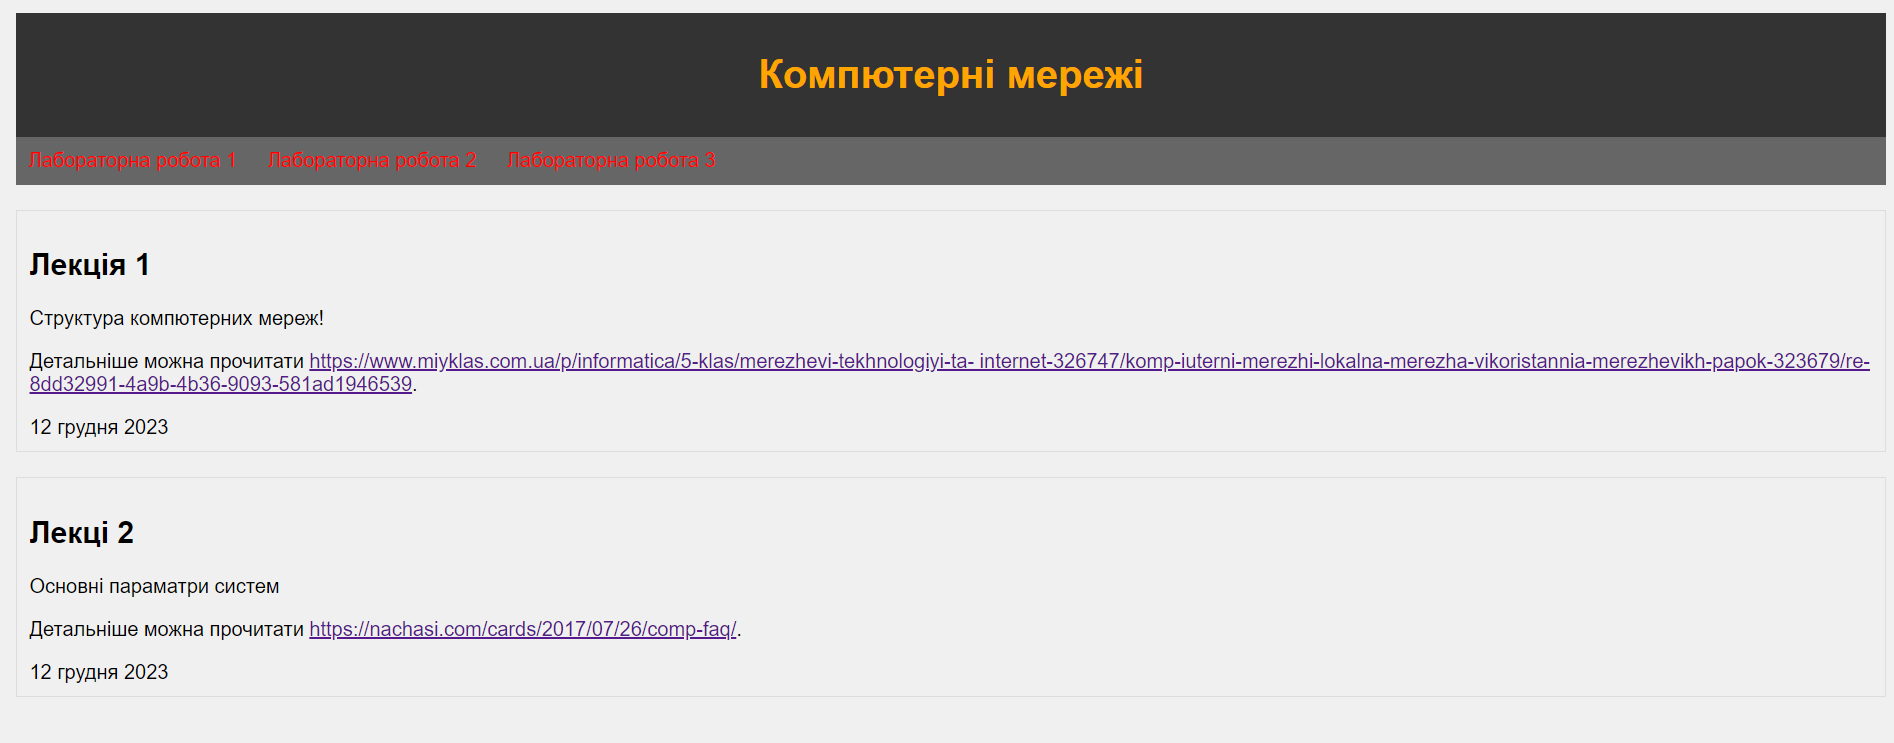 Компютерні мережі
Лабораторна робота 1 Лабораторна робота 2 Лабораторна робота 3
Лекція 1
Структура компютерних мереж!
Детальніше можна прочитати https://www.miyklas.com.ua/p/informatica/5-klas/merezhevi-tekhnologiyi-ta- internet-326747/komp-iuterni-merezhi-lokalna-merezha-vikoristannia-merezhevikh-papok-323679/re-
8dd32991-4a9b-4b36-9093-581ad1946539.
12 грудня 2023
Лекці 2
Основні параматри систем
Детальніше можна прочитати https://nachasi.com/cards/2017/07/26/comp-faq/.
12 грудня 2023